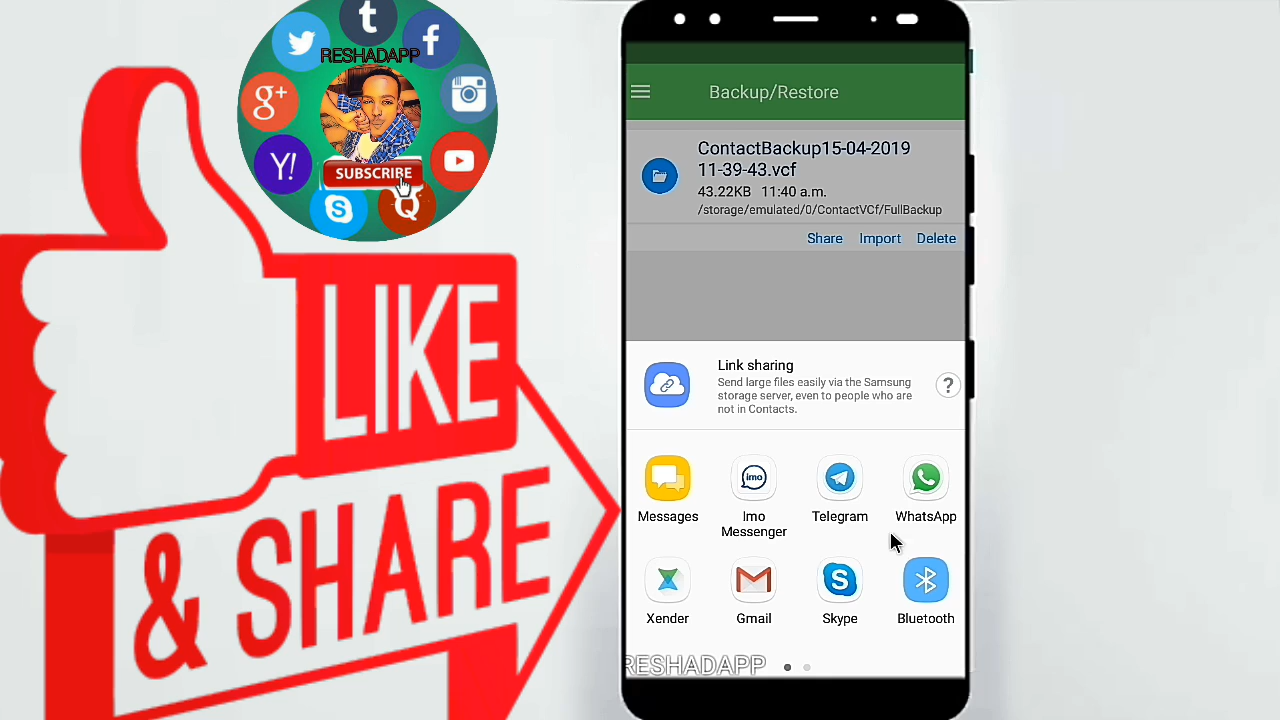 RESHADAPP
SUBSCRIBE
LIKE
& SHARE
Backup/Restore
ContactBackup15-04-2019
11-39-43.vcf
43.22KB 11:40 a.m.
/storage/emulated/0/ContactVCf/FullBackup
Share Import Delete
Link sharing
Send large files easily via the Samsung
storage server, even to people who are
not in Contacts.
?
imo
Messages Imo Telegram WhatsApp
Messenger
Xender Gmail Skype Bluetooth
RESHADAPP